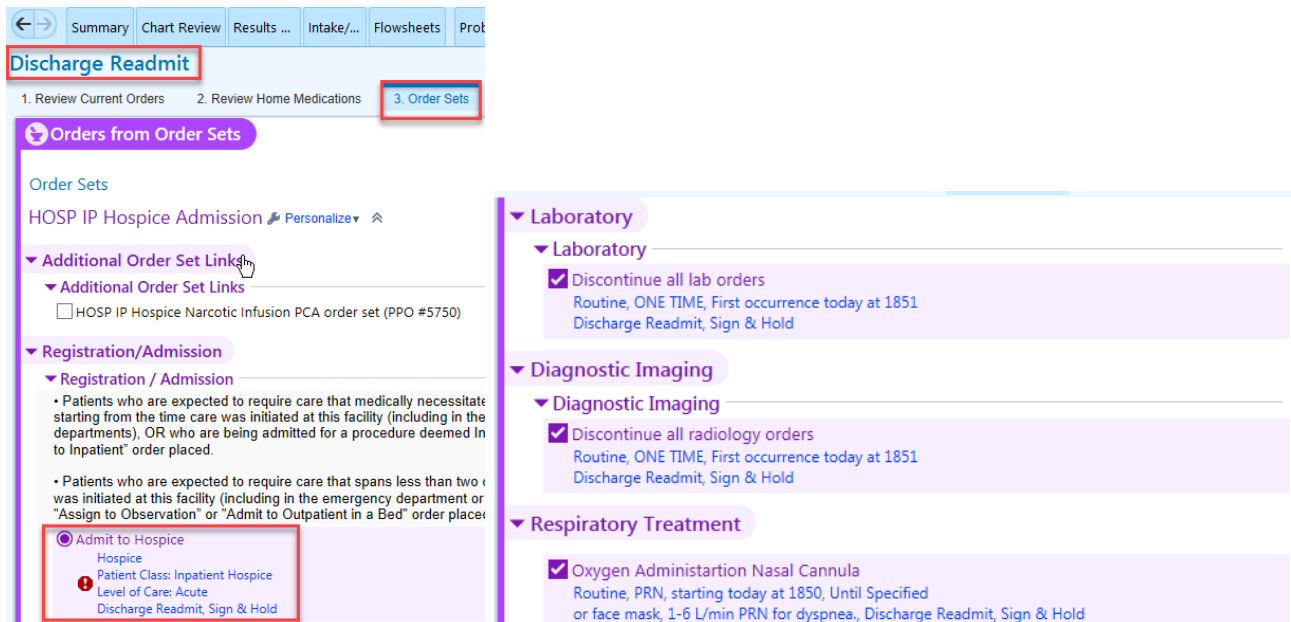 Summary Chart Review Results ... Intake/... Flowsheets Prob
Discharge Readmit
1. Review Current Orders 2. Review Home Medications 3. Order Sets
Orders from Order Sets
Order Sets
HOSP IP Hospice Admission Personalize
Additional Order Set Links
Additional Order Set Links
HOSP IP Hospice Narcotic Infusion PCA order set (PPO #5750)
Registration/Admission
Registration / Admission
• Patients who are expected to require care that medically necessitate
starting from the time care was initiated at this facility (including in the
departments), OR who are being admitted for a procedure deemed In
to Inpatient" order placed.
• Patients who are expected to require care that spans less than two
was initiated at this facility (including in the emergency department or
"Assign to Observation" or "Admit to Outpatient in a Bed" order placed
Admit to Hospice
Hospice
Patient Class: Inpatient Hospice
Level of Care: Acute
Discharge Readmit, Sign & Hold
Laboratory
Laboratory
Discontinue all lab orders
Routine, ONE TIME, First occurrence today at 1851
Discharge Readmit, Sign & Hold
Diagnostic Imaging
Diagnostic Imaging
Discontinue all radiology orders
Routine, ONE TIME, First occurrence today at 1851
Discharge Readmit, Sign & Hold
Respiratory Treatment
Oxygen Administartion Nasal Cannula
Routine, PRN, starting today at 1850, Until Specified
or face mask, 1-6 L/min PRN for dyspnea., Discharge Readmit, Sign & Hold